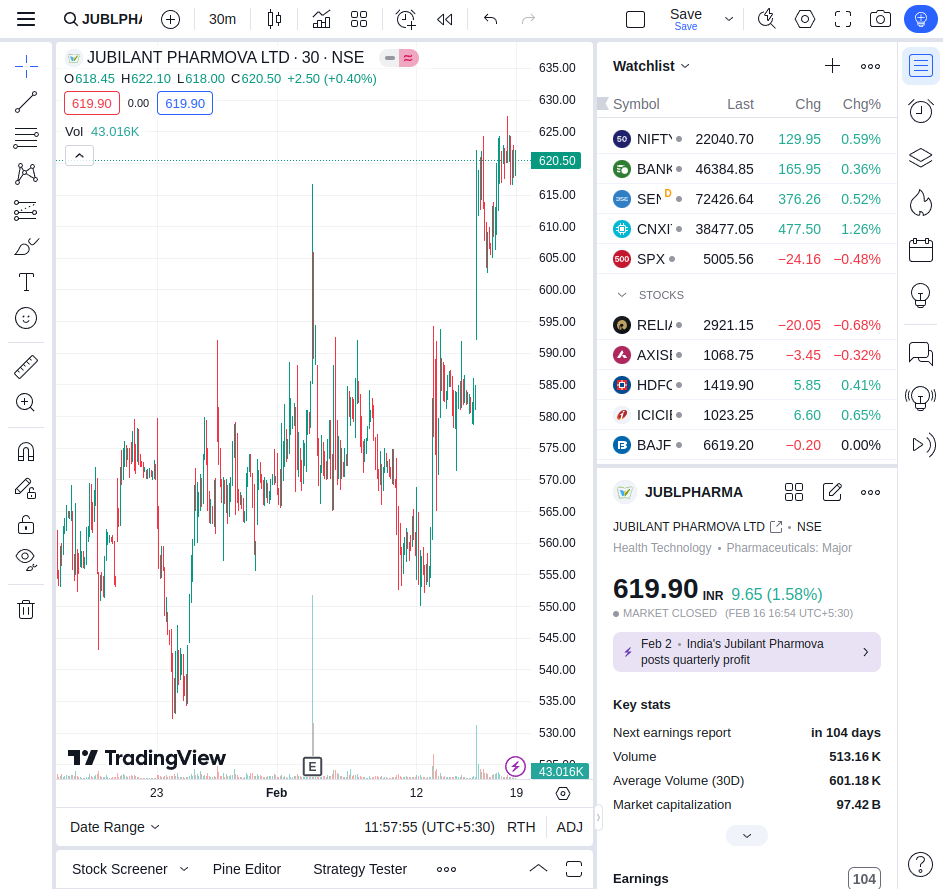 JUBLPHA 30m Save
Save
JUBILANT PHARMOVA LTD · 30 · NSE
O618.45 H622.10 L618.00 C620.50 +2.50 (+0.40%)
619.90 0.00 619.90
Vol 43.016K
635.00
630.00
625.00
620.50
615.00
610.00
605.00
600.00
595.00
590.00
585.00
580.00
575.00
570.00
565.00
560.00
555.00
550.00
545.00
540.00
535.00
530.00
43.016K
TradingView
E
23 Feb 12 19
Date Range 11:57:55 (UTC+5:30) RTH ADJ
Stock Screener Pine Editor Strategy Tester
Watchlist
Symbol Last Chg Chg%
50 NIFTY 22040.70 129.95 0.59%
BANK 46384.85 165.95 0.36%
SEN D 72426.64 376.26 0.52%
CNXI 38477.05 477.50 1.26%
500 SPX 5005.56 −24.16 −0.48%
STOCKS
RELIA 2921.15 −20.05 −0.68%
AXISB 1068.75 −3.45 −0.32%
HDFC 1419.90 5.85 0.41%
ICICIB 1023.25 6.60 0.65%
BAJF 6619.20 −0.20 0.00%
JUBLPHARMA
JUBILANT PHARMOVA LTD • NSE
Health Technology • Pharmaceuticals: Major
619.90 INR 9.65 (1.58%)
MARKET CLOSED (FEB 16 16:54 UTC+5:30)
Feb 2 • India's Jubilant Pharmova
posts quarterly profit
Key stats
Next earnings report in 104 days
Volume 513.16 K
Average Volume (30D) 601.18 K
Market capitalization 97.42 B
Earnings 104